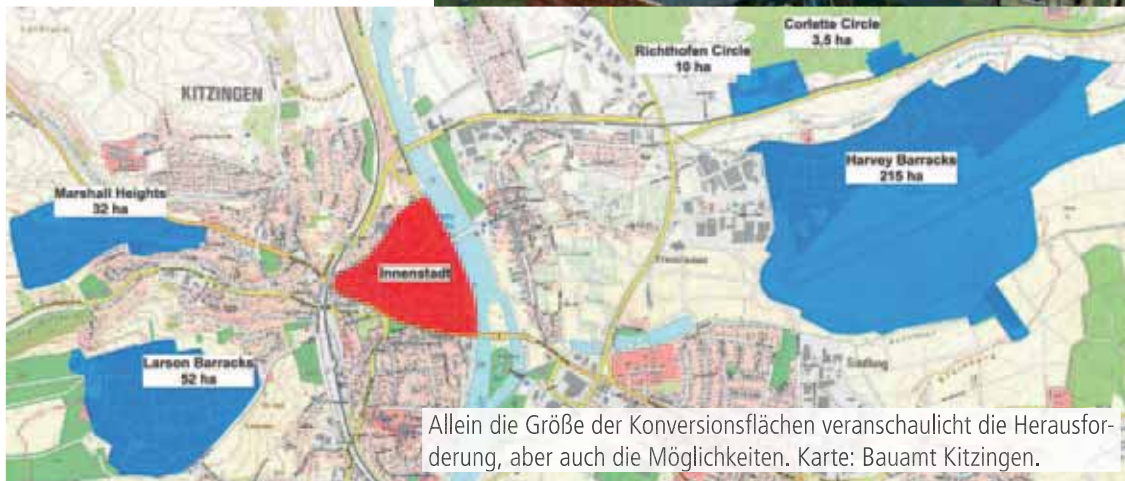 Corlette Circle
3,5 ha
Richthofen Circle
10 ha
KITZINGEN
Harvey Barracks
215 ha
Marshall Heights
32 ha
Innenstadt
Larson Barracks
52 ha
Siedlung
Allein die Größe der Konversionsflächen veranschaulicht die Herausfor-
derung, aber auch die Möglichkeiten. Karte: Bauamt Kitzingen.